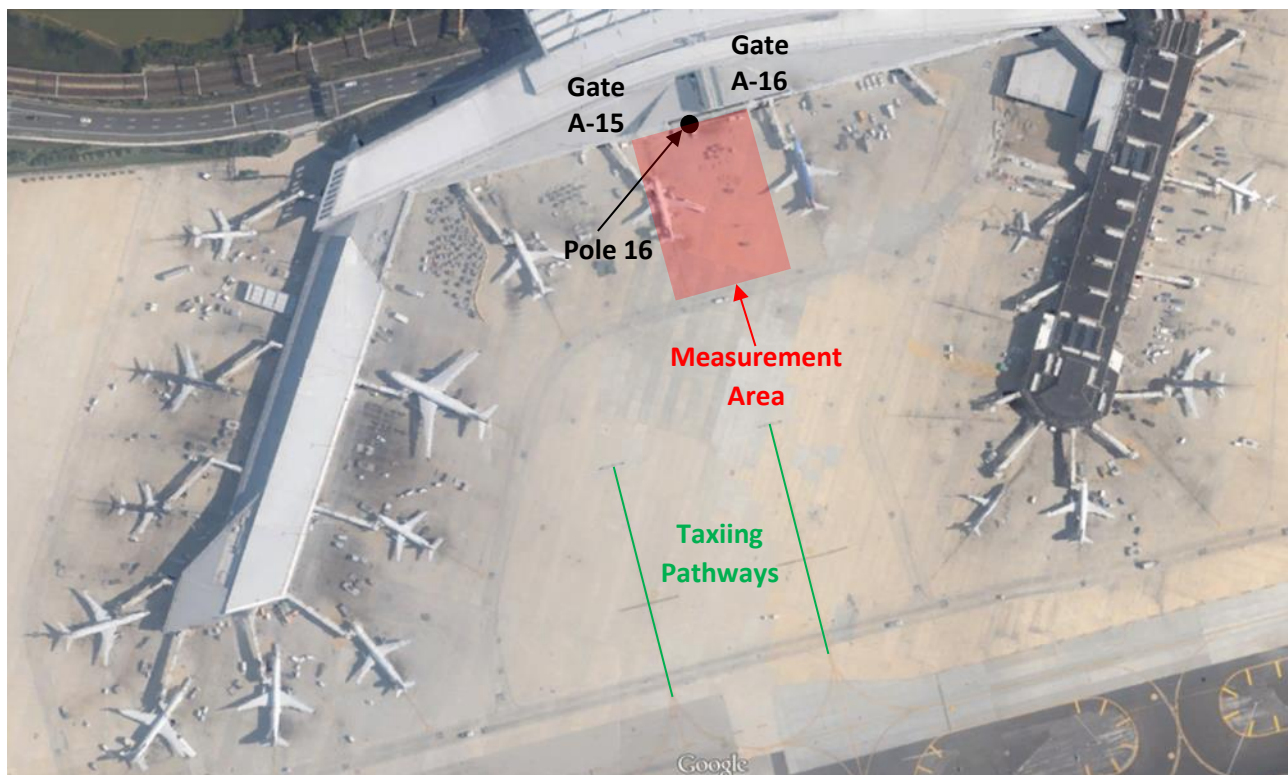 Gate
A-16
Gate
A-15
Pole 16
Measurement
Area
Taxiing
Pathways
Google